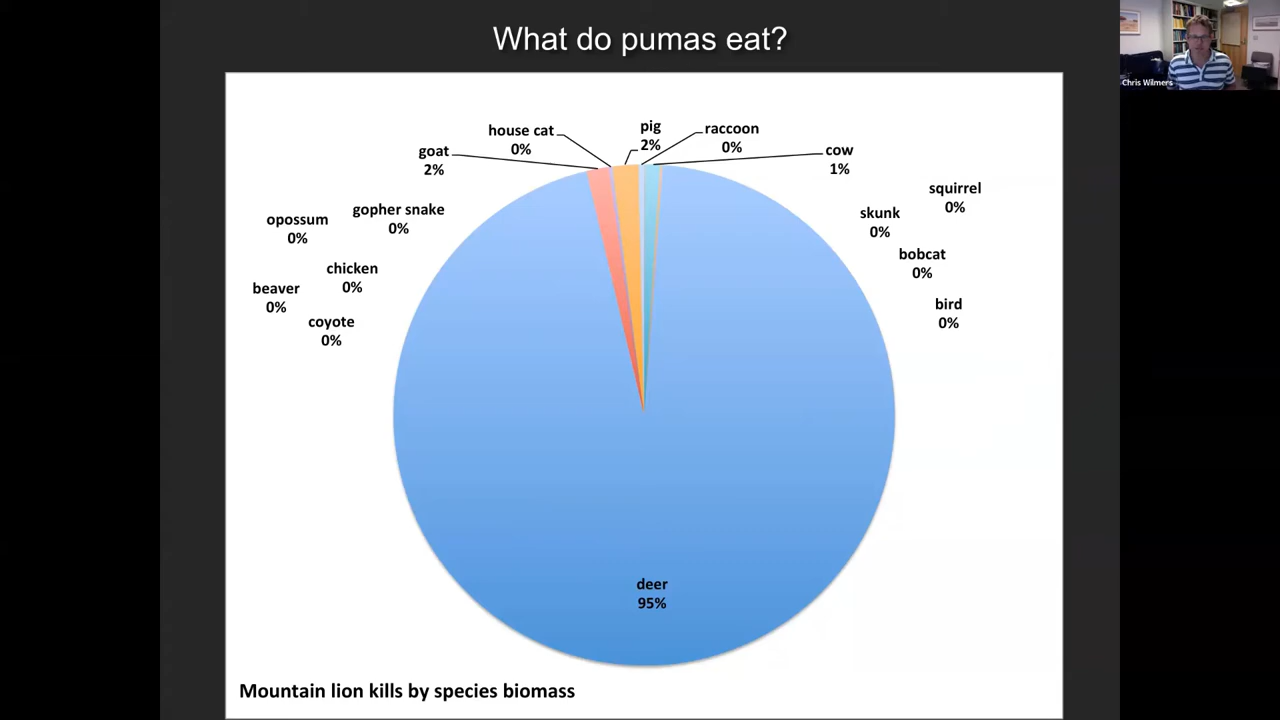 What do pumas eat?
Chris Wilmers
pig
2%
house cat
0%
raccoon
0%
goat
2%
cow
1%
squirrel
0%
opossum
0%
gopher snake
0%
skunk
0%
bobcat
0%
chicken
0%
beaver
0%
bird
0%
coyote
0%
deer
95%
Mountain lion kills by species biomass